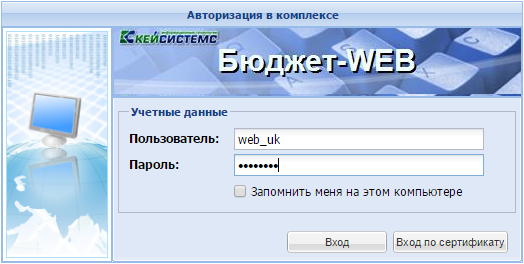 Авторизация в комплексе
КЕЙСИСТЕМС
Бюджет-WEB
Учетные данные
Пользователь: web_uk
Пароль: ••••••••
Запомнить меня на этом компьютере
Вход
Вход по сертификату